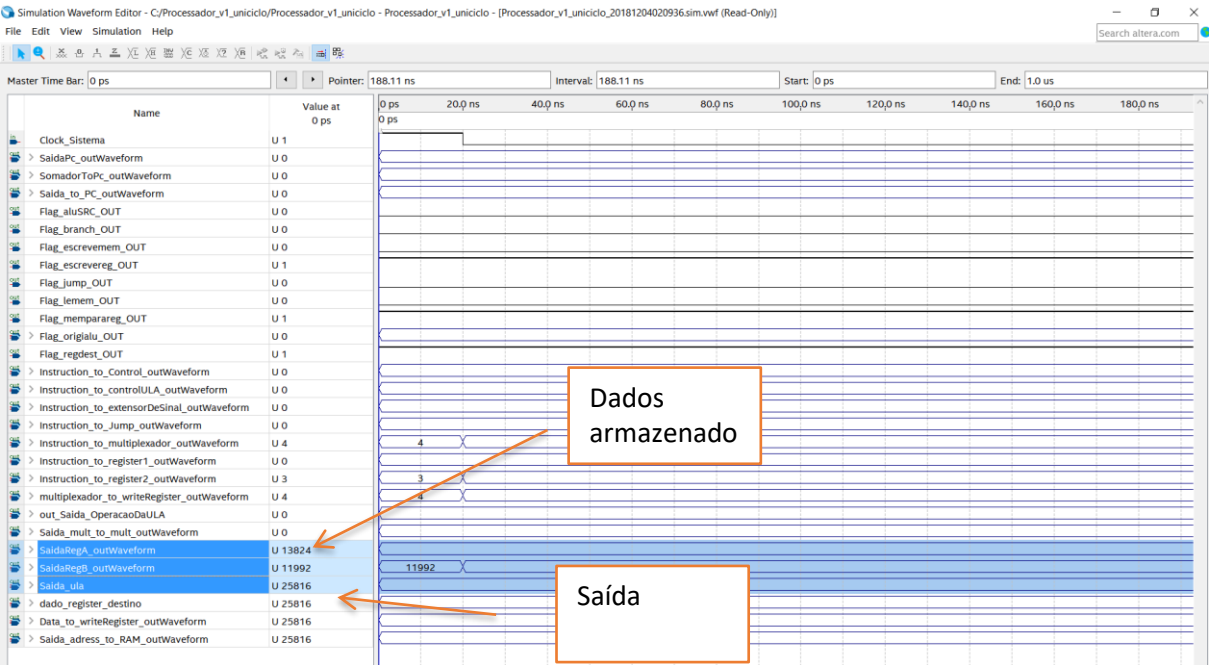 Simulation Waveform Editor - C:/Processador_v1_uniciclo/Processador_v1_uniciclo - Processador_v1_uniciclo - [Processador_v1_uniciclo_20181204020936.sim.vwf (Read-Only)]
File Edit View Simulation Help
Search altera.com
Master Time Bar: 0 ps Pointer: 188.11 ns Interval: 188.11 ns Start: 0 ps End: 1.0 us
Name Value at 0 ps
0 ps 20.0 ns 40.0 ns 60.0 ns 80.0 ns 100.0 ns 120.0 ns 140.0 ns 160.0 ns 180.0 ns
0 ps
Clock_Sistema U 1
SaidaPc_outWaveform U 0
SomadorToPc_outWaveform U 0
Saida_to_PC_outWaveform U 0
Flag_aluSRC_OUT U 0
Flag_branch_OUT U 0
Flag_escrevemem_OUT U 0
Flag_escrevereg_OUT U 1
Flag_jump_OUT U 0
Flag_lemem_OUT U 0
Flag_memparareg_OUT U 1
Flag_origialu_OUT U 0
Flag_regdest_OUT U 1
Instruction_to_Control_outWaveform U 0
Instruction_to_controlULA_outWaveform U 0
Instruction_to_extensorDeSinal_outWaveform U 0
Instruction_to_Jump_outWaveform U 0
Instruction_to_multiplexador_outWaveform U 4 4
Instruction_to_register1_outWaveform U 0
Instruction_to_register2_outWaveform U 3 3
multiplexador_to_writeRegister_outWaveform U 4 4
out_Saida_OperacaoDaULA U 0
Saida_mult_to_mult_outWaveform U 0
SaidaRegA_outWaveform U 13824
SaidaRegB_outWaveform U 11992 11992
Saida_ula U 25816
dado_register_destino U 25816
Data_to_writeRegister_outWaveform U 25816
Saida_adress_to_RAM_outWaveform U 25816
Dados
armazenado
Saída